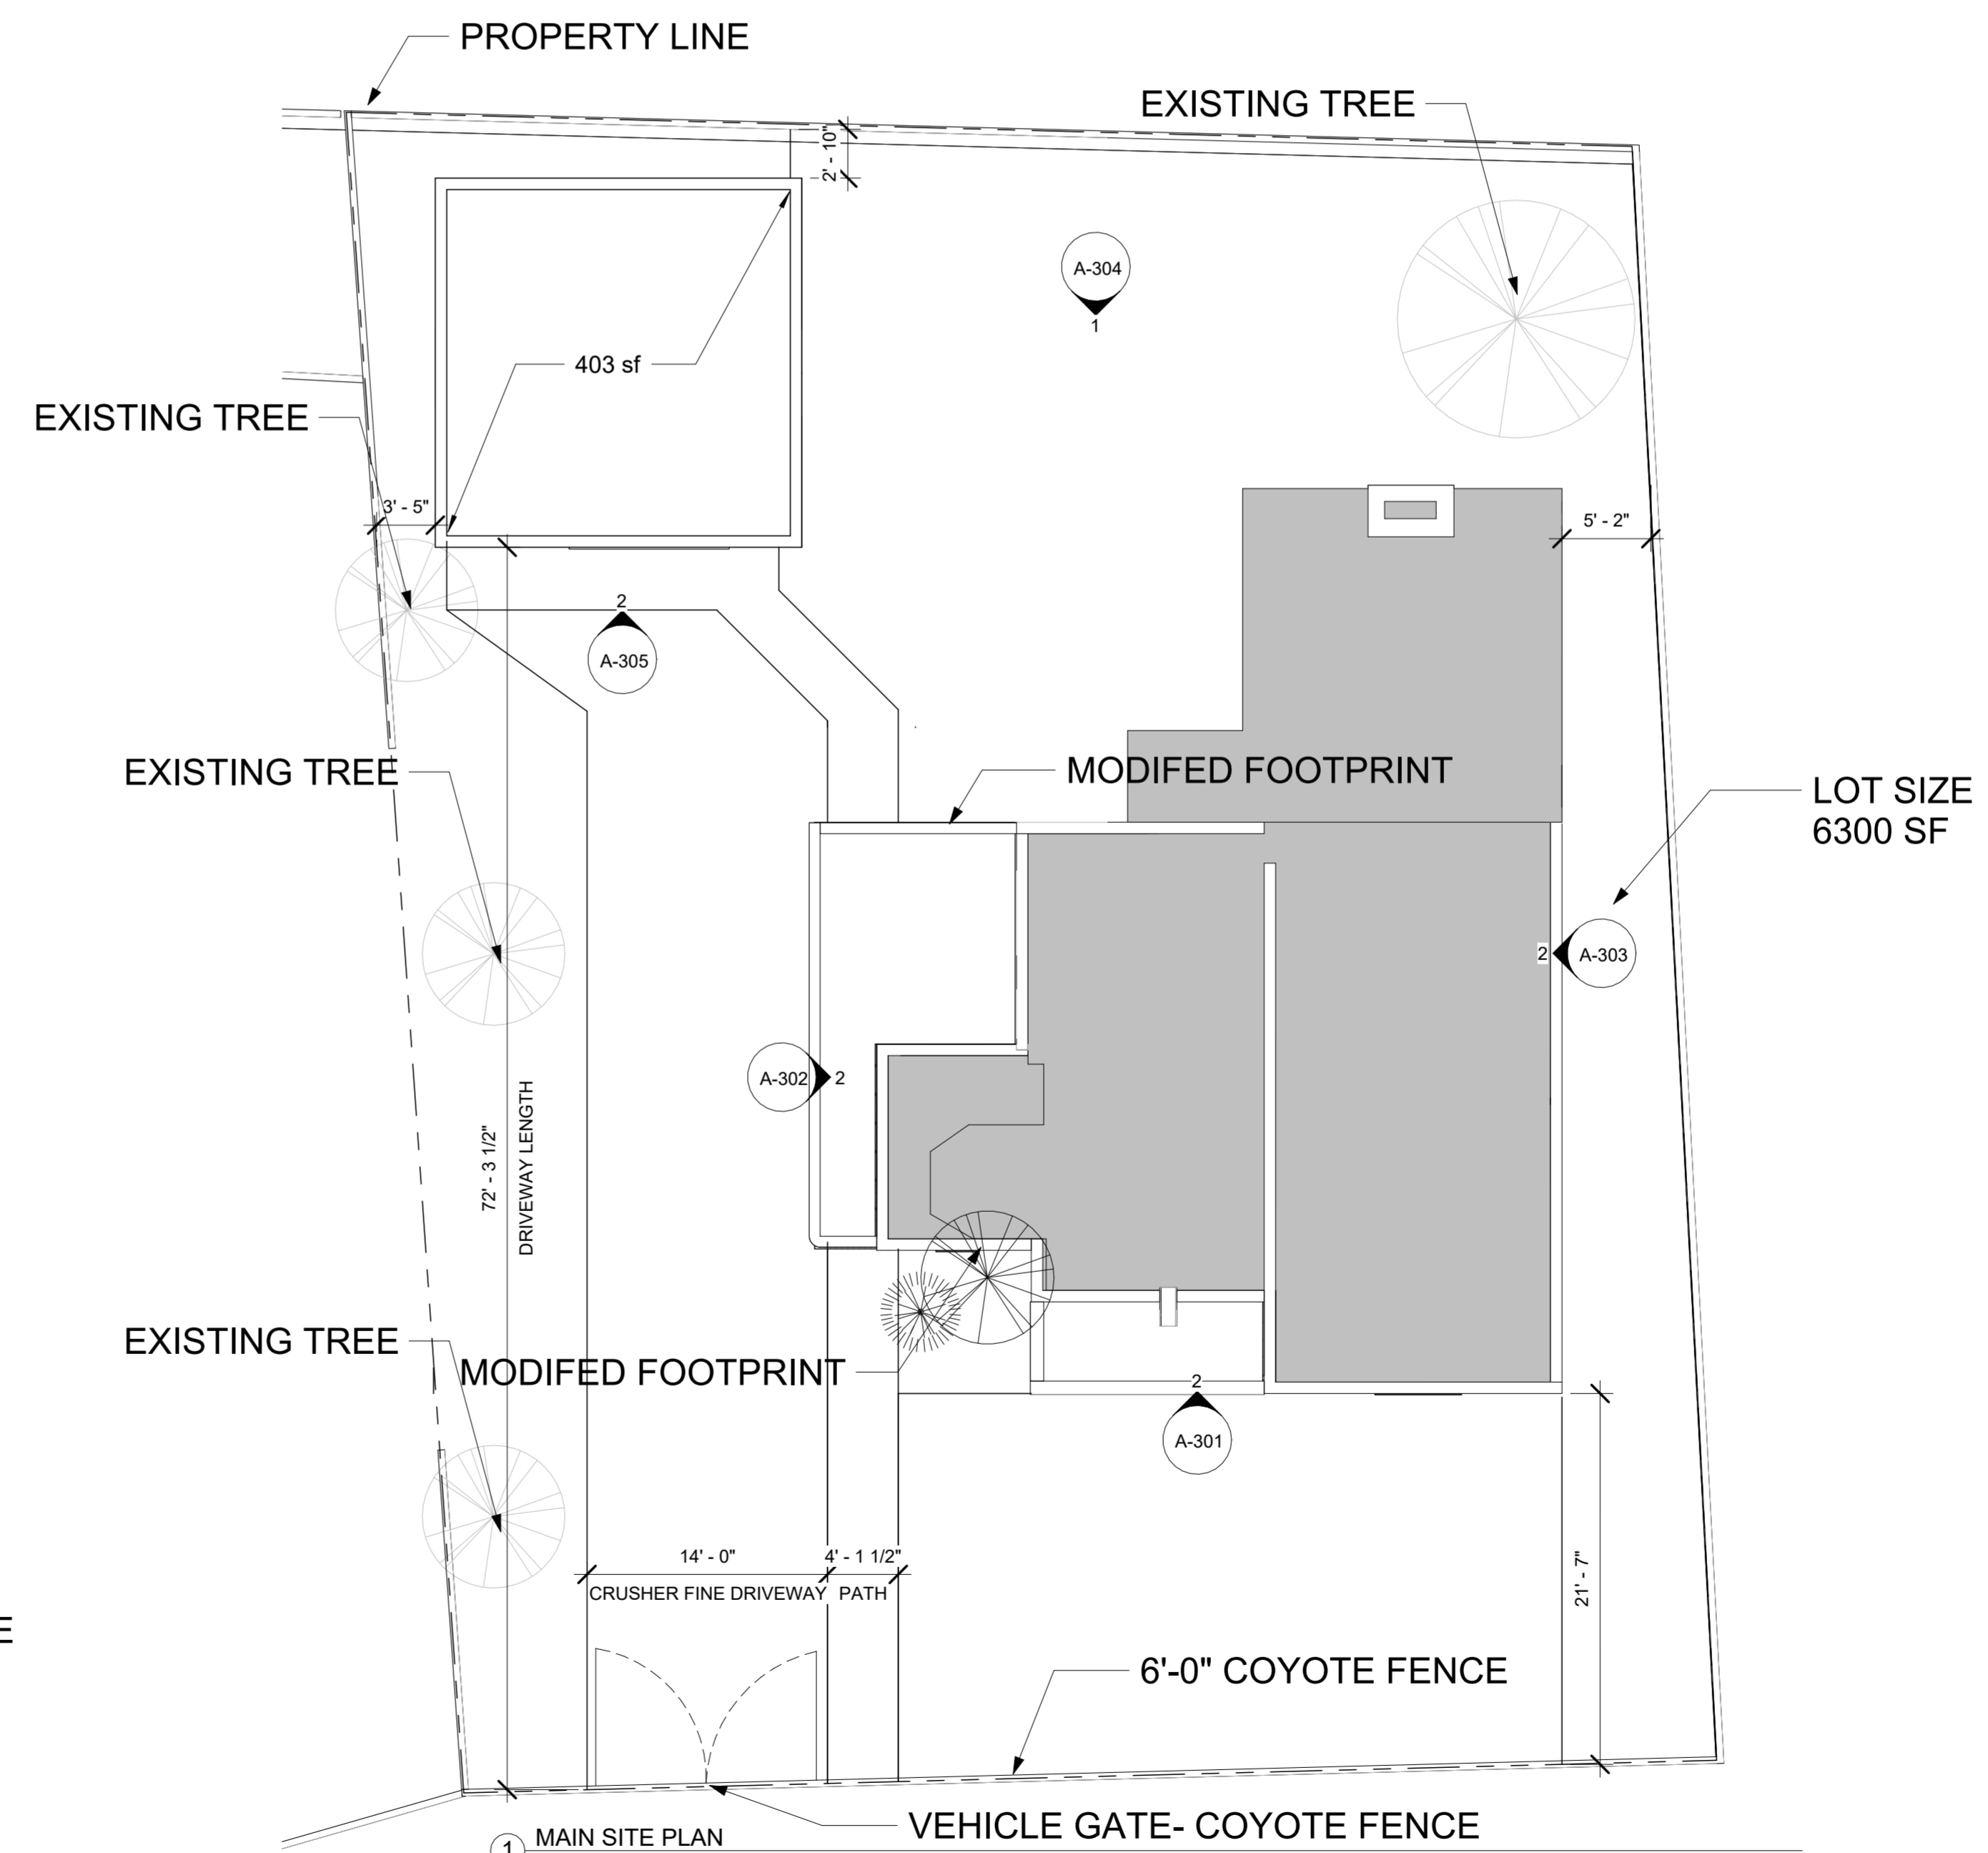 PROPERTY LINE
EXISTING TREE
2' - 10"
A-304
1
403 sf
EXISTING TREE
3' - 5"
5' - 2"
2
A-305
EXISTING TREE
MODIFED FOOTPRINT
LOT SIZE
6300 SF
2
A-303
A-302
2
72' - 3 1/2"
DRIVEWAY LENGTH
EXISTING TREE
MODIFED FOOTPRINT
2
A-301
14' - 0"
4' - 1 1/2"
CRUSHER FINE DRIVEWAY
PATH
21' - 7"
E
6'-0" COYOTE FENCE
VEHICLE GATE- COYOTE FENCE
1
MAIN SITE PLAN